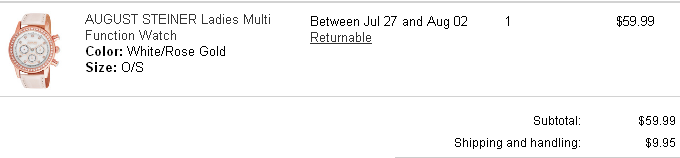 AUGUST STEINER Ladies Multi
Function Watch
Color: White/Rose Gold
Size: O/S
Between Jul 27 and Aug 02
Returnable
1
$59.99
Subtotal: $59.99
Shipping and handling: $9.95